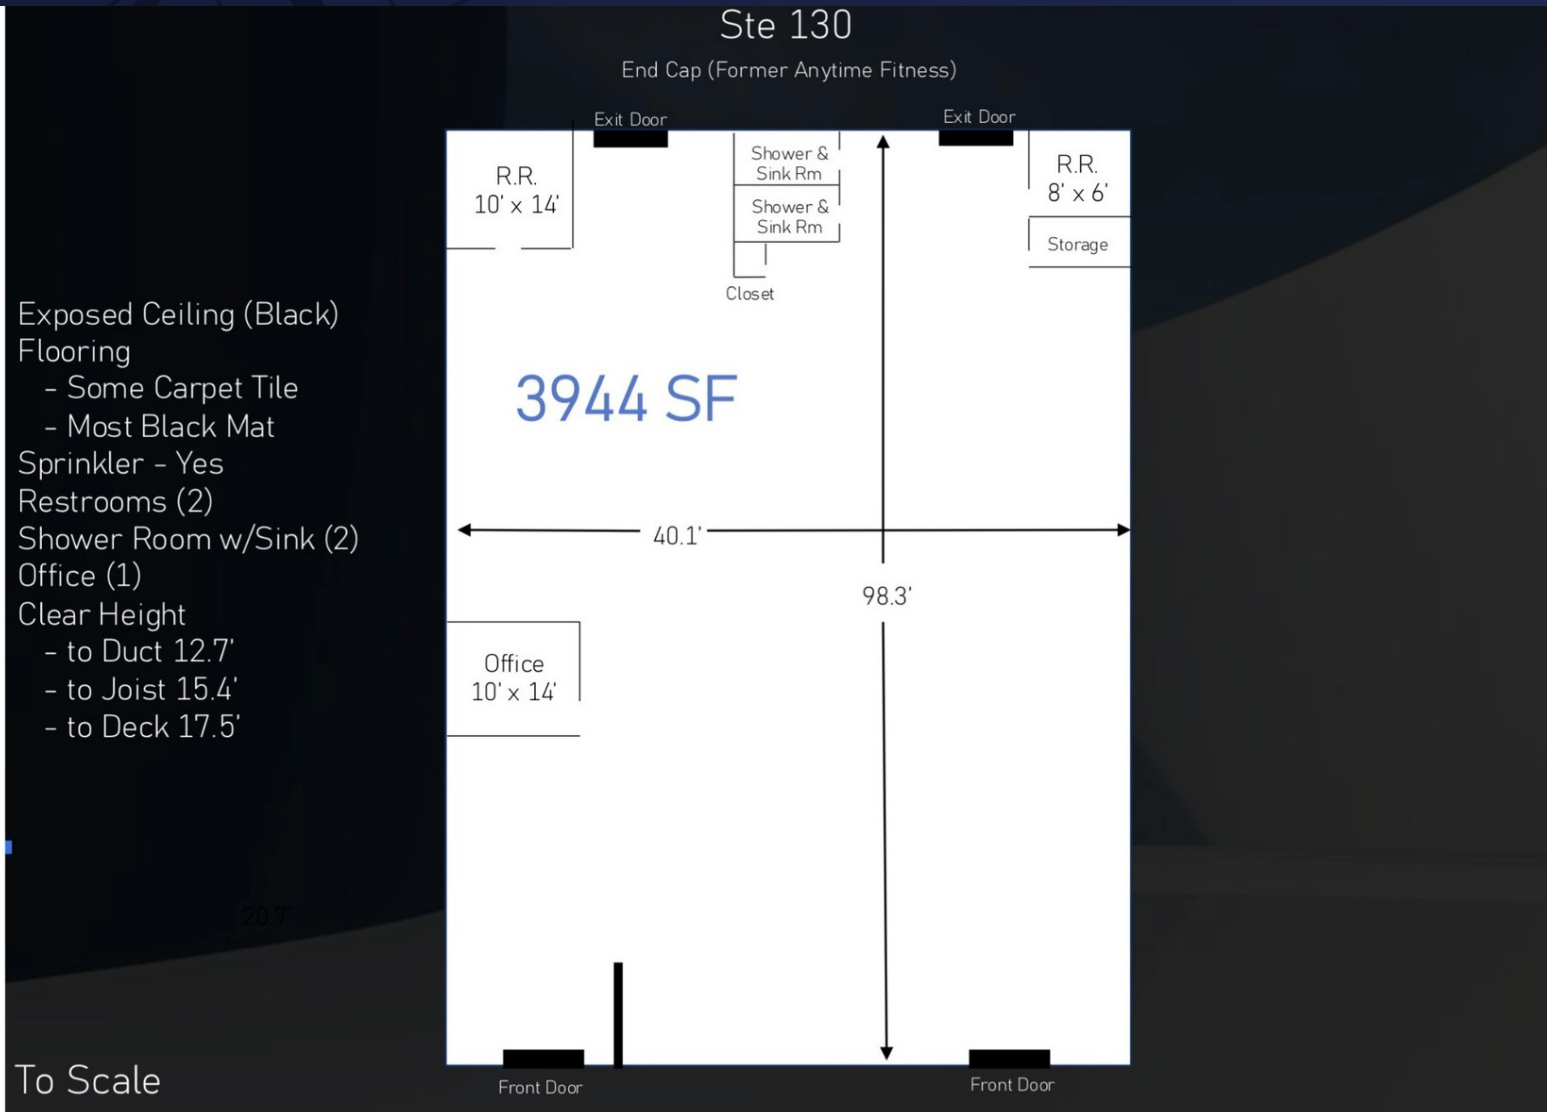 Ste 130
End Cap (Former Anytime Fitness)
Exit Door
Exit Door
R.R.
10' x 14'
Shower &
Sink Rm
Shower &
Sink Rm
Closet
R.R.
8' x 6'
Storage
Exposed Ceiling (Black)
Flooring
- Some Carpet Tile
- Most Black Mat
Sprinkler - Yes
Restrooms (2)
Shower Room w/Sink (2)
Office (1)
Clear Height
- to Duct 12.7'
- to Joist 15.4'
- to Deck 17.5'
3944 SF
40.1'
98.3'
Office
10' x 14'
20.7'
To Scale
Front Door
Front Door